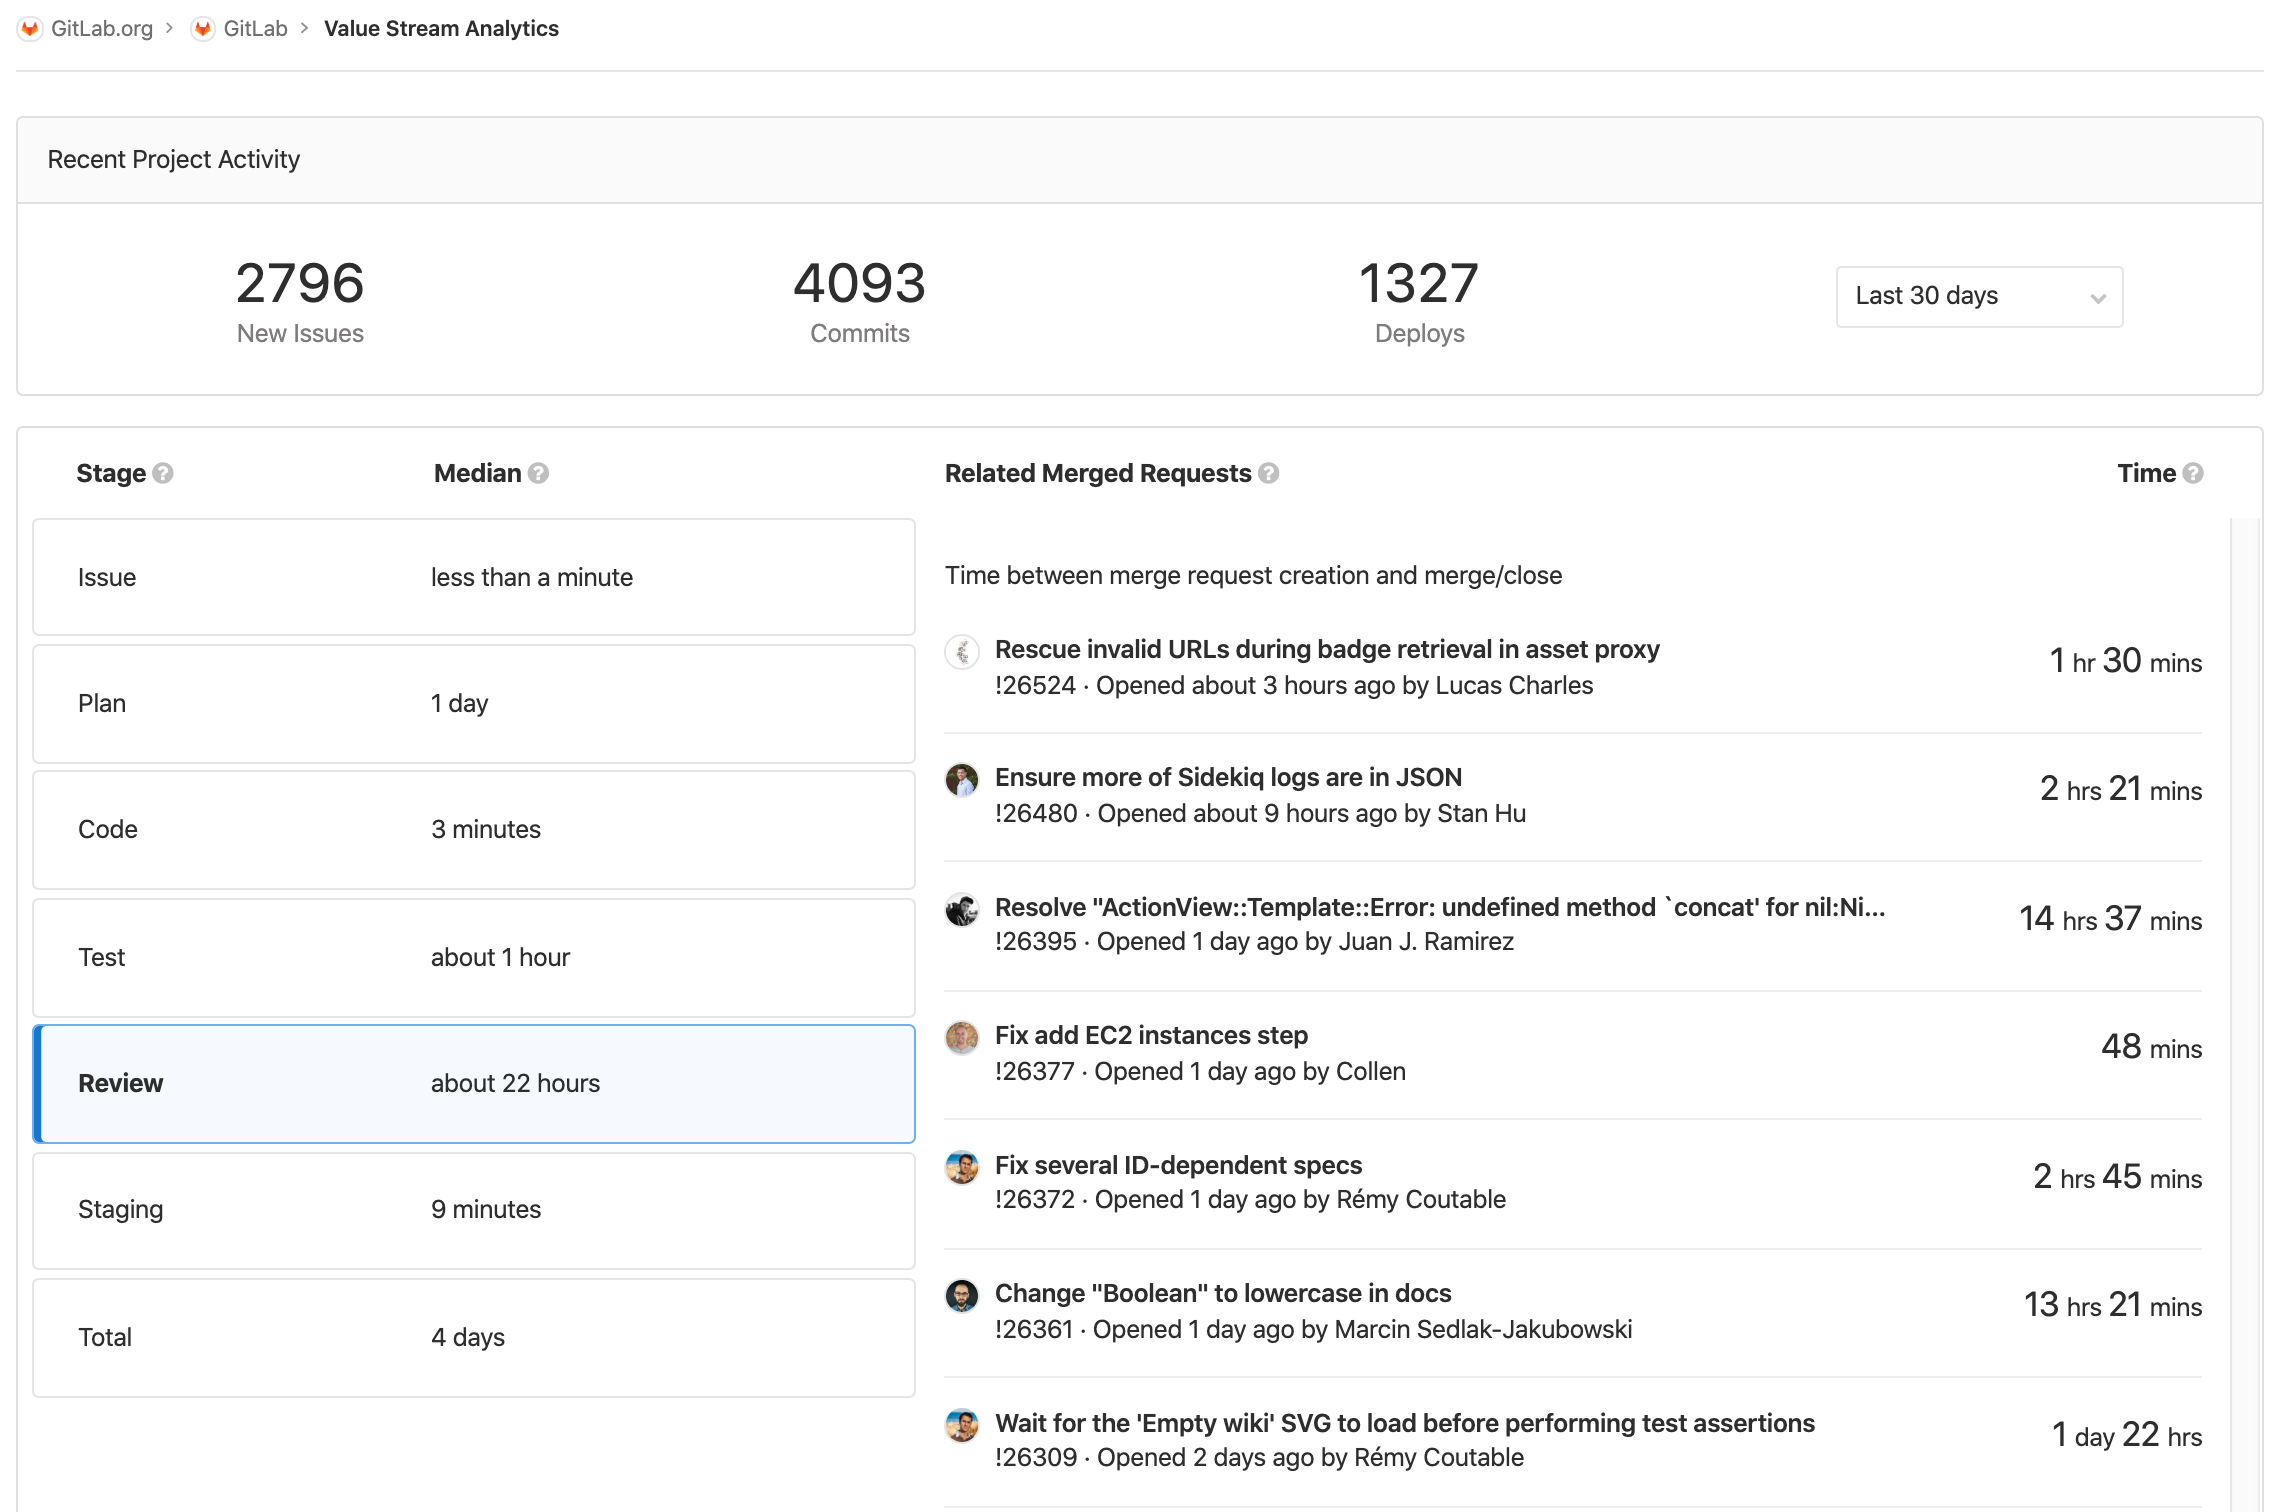 GitLab.org > GitLab > Value Stream Analytics
Recent Project Activity
2796
New Issues
4093
Commits
1327
Deploys
Last 30 days
Stage ?
Median ?
Related Merged Requests ?
Time ?
Issue
less than a minute
Plan
1 day
Code
3 minutes
Test
about 1 hour
Review
about 22 hours
Staging
9 minutes
Total
4 days
Time between merge request creation and merge/close
Rescue invalid URLs during badge retrieval in asset proxy
!26524 · Opened about 3 hours ago by Lucas Charles
1 hr 30 mins
Ensure more of Sidekiq logs are in JSON
!26480 · Opened about 9 hours ago by Stan Hu
2 hrs 21 mins
Resolve "ActionView::Template::Error: undefined method `concat' for nil:Ni...
!26395 · Opened 1 day ago by Juan J. Ramirez
14 hrs 37 mins
Fix add EC2 instances step
!26377 · Opened 1 day ago by Collen
48 mins
Fix several ID-dependent specs
!26372 · Opened 1 day ago by Rémy Coutable
2 hrs 45 mins
Change "Boolean" to lowercase in docs
!26361 · Opened 1 day ago by Marcin Sedlak-Jakubowski
13 hrs 21 mins
Wait for the 'Empty wiki' SVG to load before performing test assertions
!26309 · Opened 2 days ago by Rémy Coutable
1 day 22 hrs